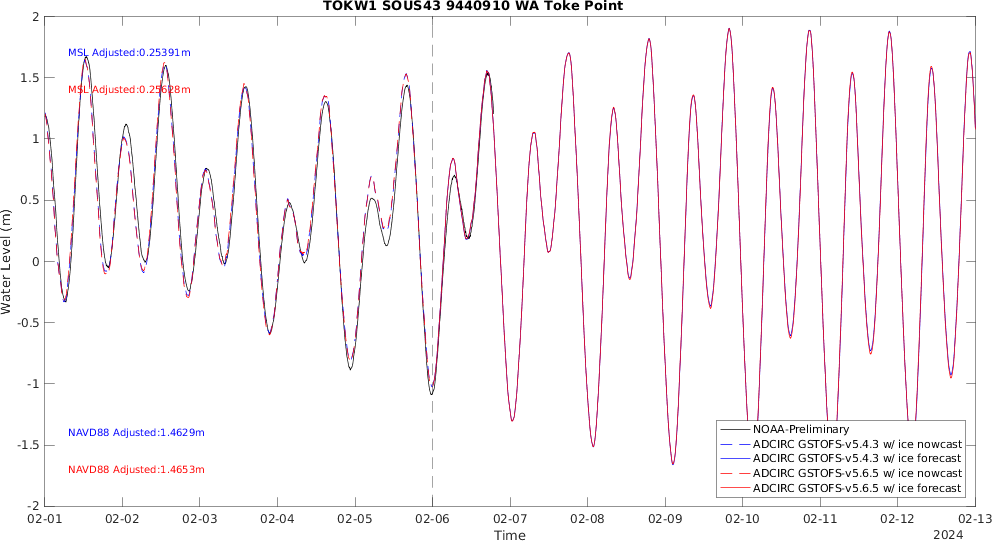 TOKW1 SOUS43 9440910 WA Toke Point
MSL Adjusted:0.25391m
MSL Adjusted:0.25628m
NAVD88 Adjusted:1.4629m
NAVD88 Adjusted:1.4653m
Water Level (m)
2
1.5
1
0.5
0
-0.5
-1
-1.5
-2
NOAA-Preliminary
ADCIRC GSTOFS-v5.4.3 w/ ice nowcast
ADCIRC GSTOFS-v5.4.3 w/ ice forecast
ADCIRC GSTOFS-v5.6.5 w/ ice nowcast
ADCIRC GSTOFS-v5.6.5 w/ ice forecast
02-01 02-02 02-03 02-04 02-05 02-06 02-07 02-08 02-09 02-10 02-11 02-12 02-13
Time
2024